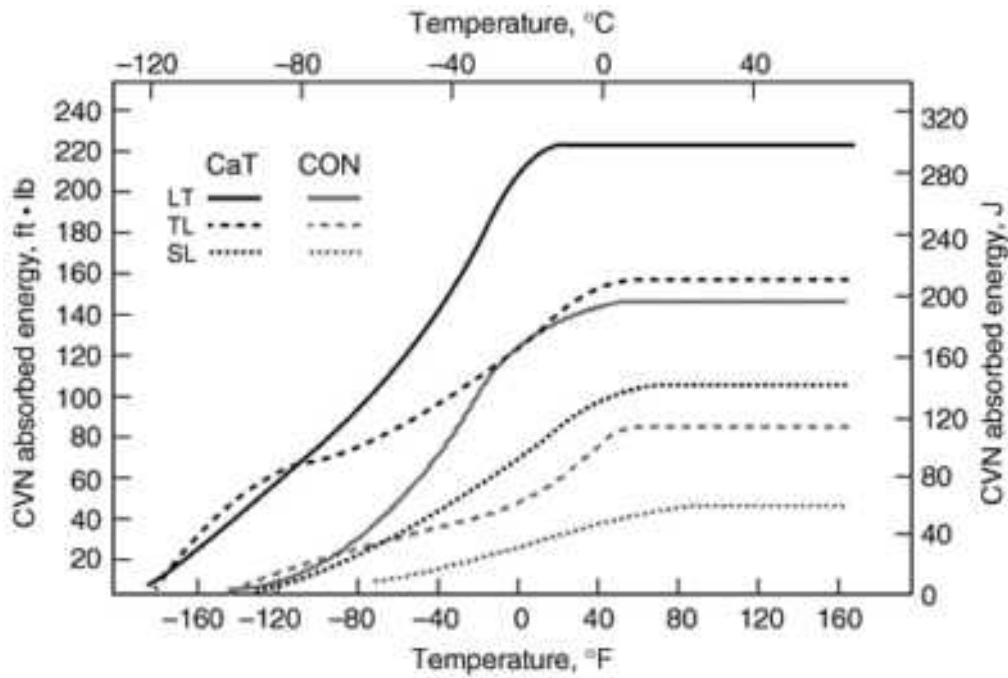 Temperature, °C
−120 −80 −40 0 40
240
220
200
180
160
140
120
100
80
60
40
20
CVN absorbed energy, ft • lb
CaT CON
LT
TL
SL
320
280
240
200
160
120
80
40
0
CVN absorbed energy, J
−160 −120 −80 −40 0 40 80 120 160
Temperature, °F